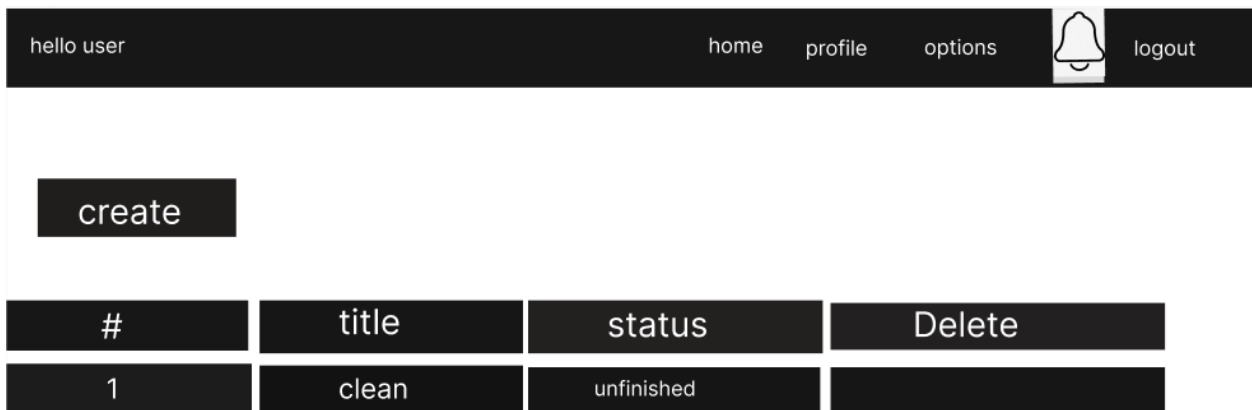 hello user home profile options logout
create
# title status Delete
1 clean unfinished